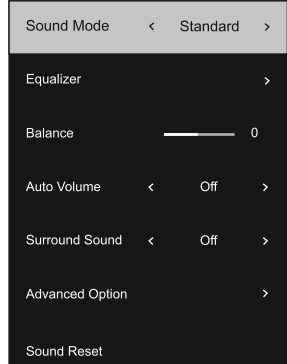 Sound Mode < Standard >
Equalizer >
Balance 0
Auto Volume < Off >
Surround Sound < Off >
Advanced Option >
Sound Reset